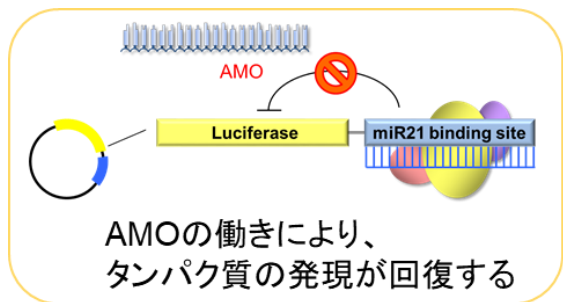 AMO
Luciferase
miR21 binding site
AMOの働きにより、
タンパク質の発現が回復する